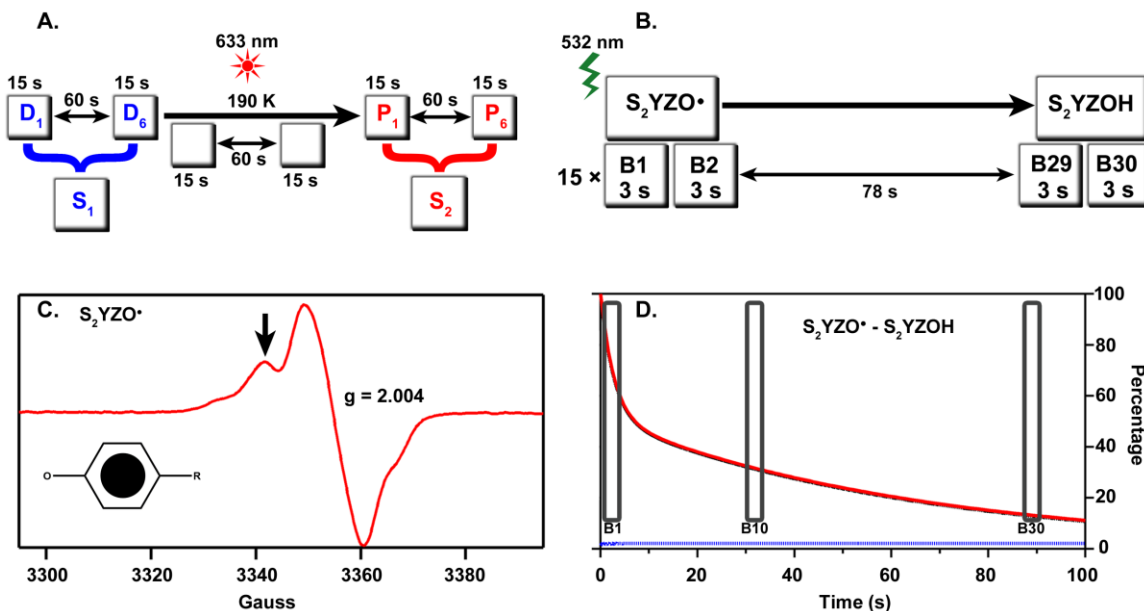 A.
633 nm
15 s
60 s
15 s
190 K
15 s
60 s
15 s
D₁
D₆
P₁
P₆
60 s
15 s
15 s
S₁
S₂
B.
532 nm
S₂YZO•
S₂YZOH
15 ×
B1
3 s
B2
3 s
78 s
B29
3 s
B30
3 s
C.
S₂YZO•
g = 2.004
O
R
3300
3320
3340
3360
3380
Gauss
D.
S₂YZO• - S₂YZOH
100
80
60
40
20
0
Percentage
B1
B10
B30
0
20
40
60
80
100
Time (s)